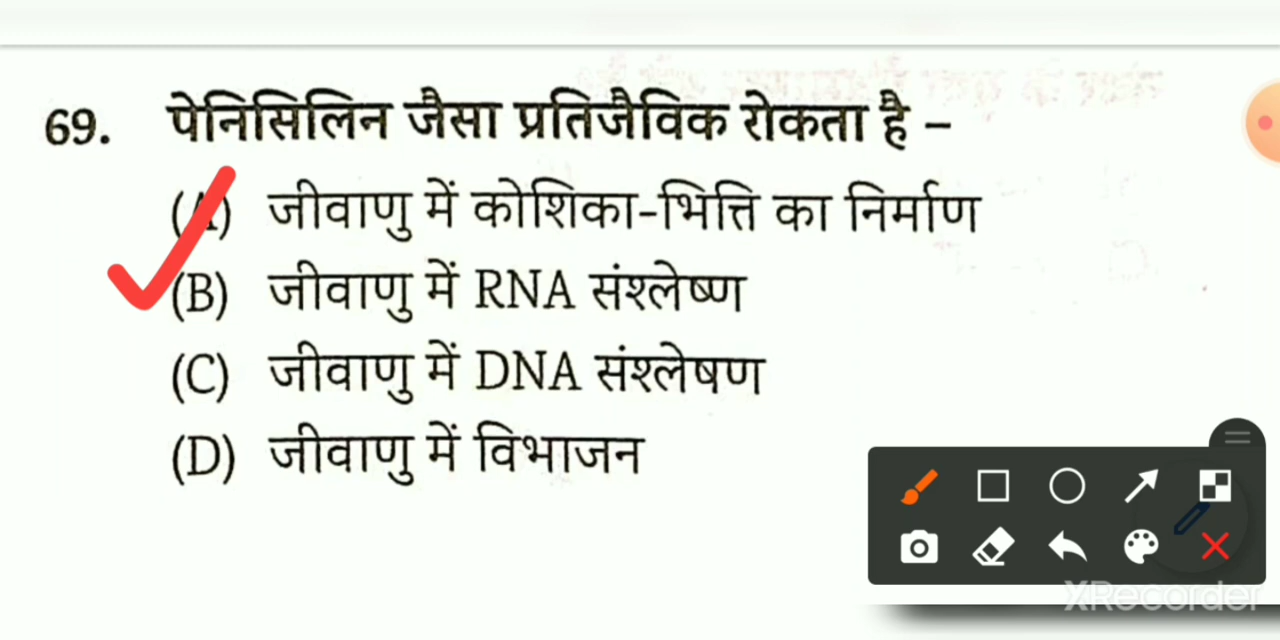 69. पेनिसिलिन जैसा प्रतिजैविक रोकता है –
(A) जीवाणु में कोशिका-भित्ति का निर्माण
(B) जीवाणु में RNA संश्लेष्ण
(C) जीवाणु में DNA संश्लेषण
(D) जीवाणु में विभाजन
XRecorder